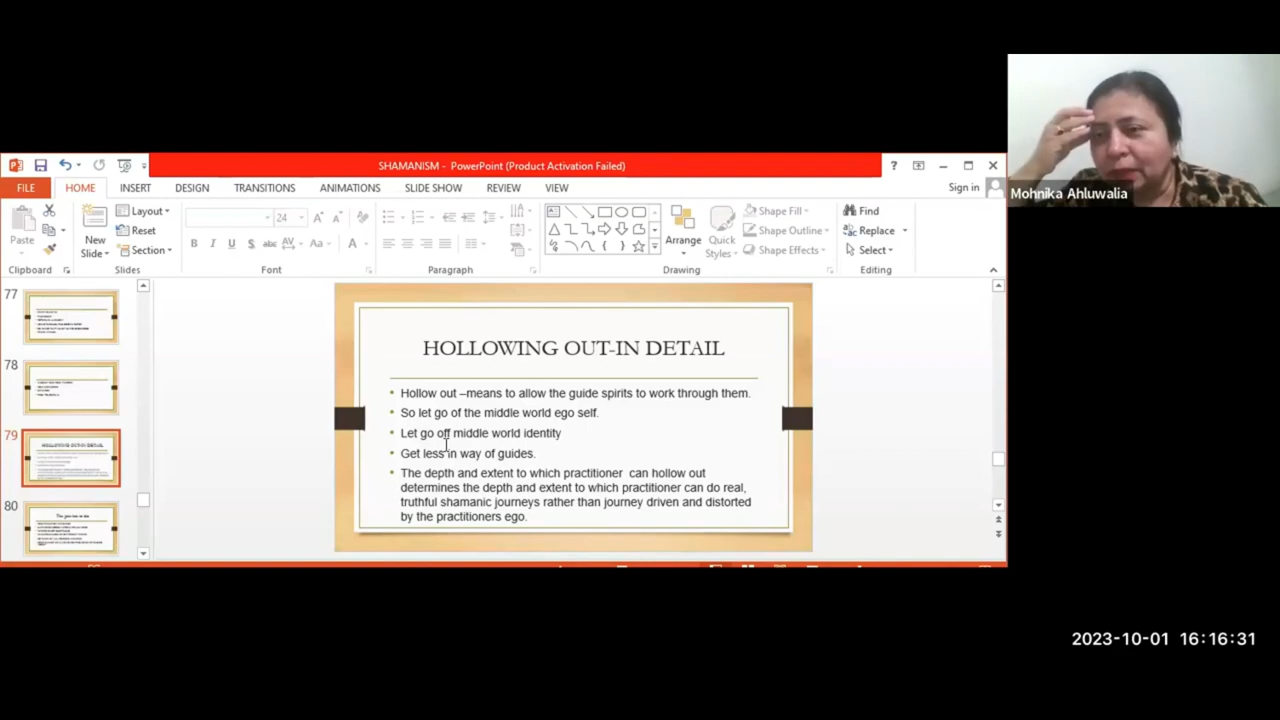 SHAMANISM - PowerPoint (Product Activation Failed)
FILE HOME INSERT DESIGN TRANSITIONS ANIMATIONS SLIDE SHOW REVIEW VIEW
Sign in
Mohnika Ahluwalia
Paste
New
Slide
Layout
Reset
Section
24
Arrange
Quick
Styles
Shape Fill
Shape Outline
Shape Effects
Find
Replace
Select
Clipboard Slides Font Paragraph Drawing Editing
77
78
79
80
HOLLOWING OUT-IN DETAIL
• Hollow out –means to allow the guide spirits to work through them.
• So let go of the middle world ego self.
• Let go off middle world identity
• Get less in way of guides.
• The depth and extent to which practitioner can hollow out
determines the depth and extent to which practitioner can do real,
truthful shamanic journeys rather than journey driven and distorted
by the practitioners ego.
2023-10-01 16:16:31